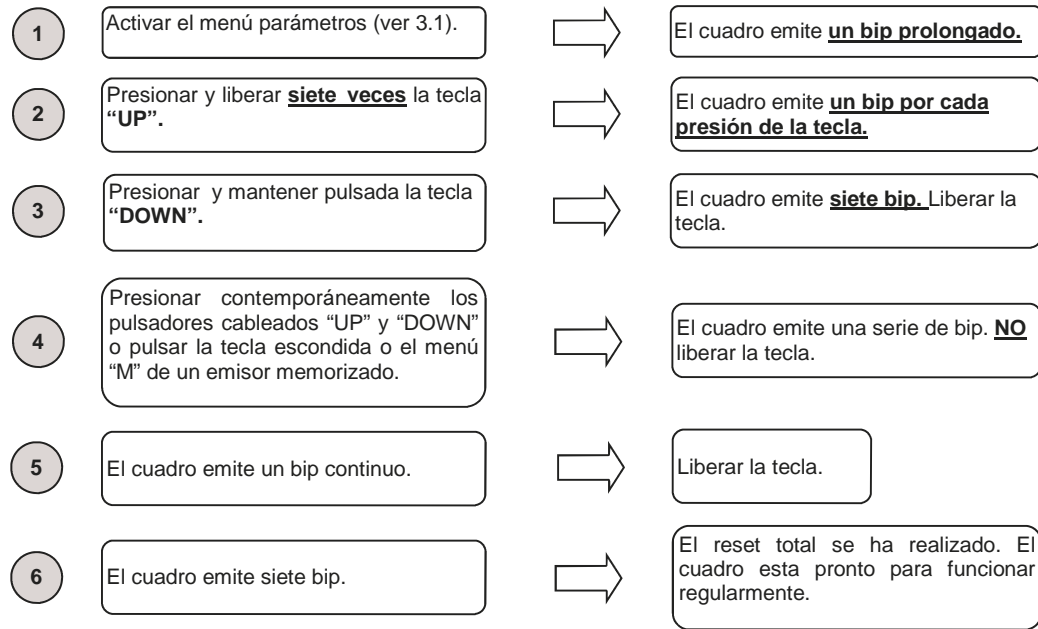 1
Activar el menú parámetros (ver 3.1).
El cuadro emite un bip prolongado.
2
Presionar y liberar siete veces la tecla
“UP”.
El cuadro emite un bip por cada
presión de la tecla.
3
Presionar y mantener pulsada la tecla
“DOWN”.
El cuadro emite siete bip. Liberar la
tecla.
4
Presionar contemporáneamente los
pulsadores cableados “UP” y “DOWN”
o pulsar la tecla escondida o el menú
“M” de un emisor memorizado.
El cuadro emite una serie de bip. NO
liberar la tecla.
5
El cuadro emite un bip continuo.
Liberar la tecla.
6
El cuadro emite siete bip.
El reset total se ha realizado. El
cuadro esta pronto para funcionar
regularmente.